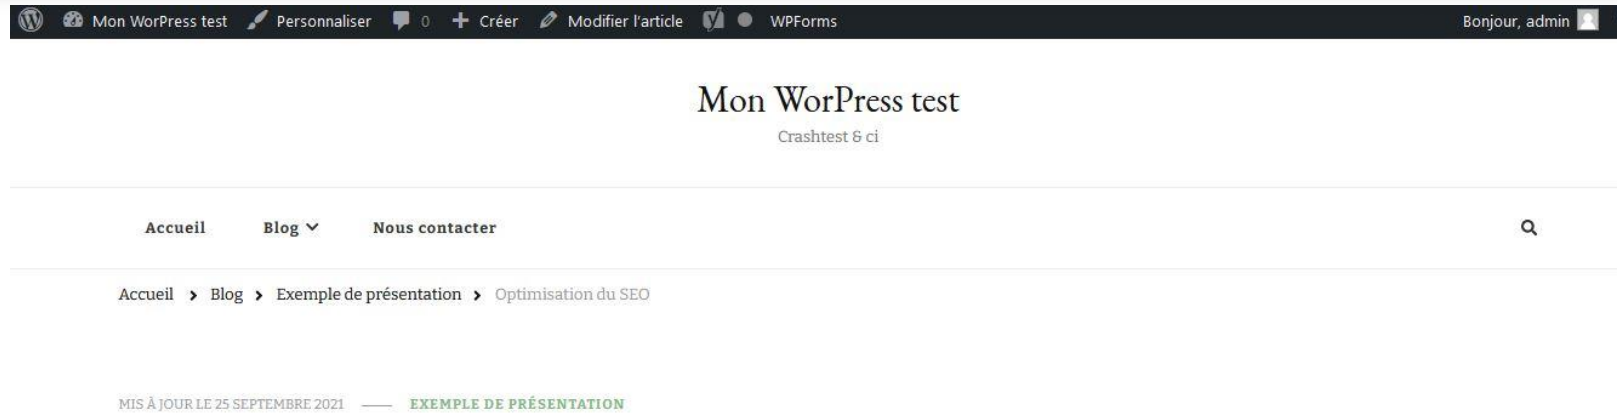 Mon WorPress test Personnaliser 0 Créer Modifier l'article WPForms Bonjour, admin
Mon WorPress test
Crashtest & ci
Accueil Blog Nous contacter
Accueil > Blog > Exemple de présentation > Optimisation du SEO
MIS À JOUR LE 25 SEPTEMBRE 2021 —— EXEMPLE DE PRÉSENTATION